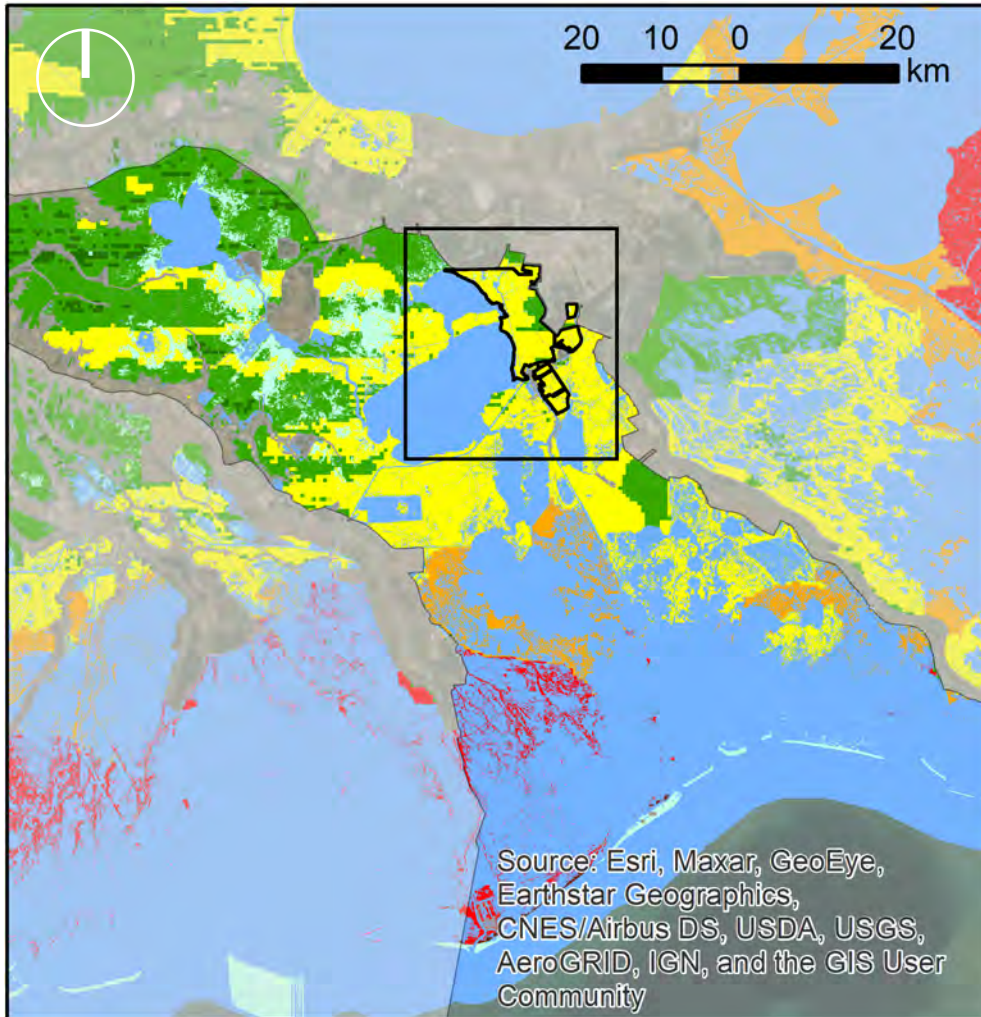 20 10 0 20
km
Source: Esri, Maxar, GeoEye,
Earthstar Geographics,
CNES/Airbus DS, USDA, USGS,
AeroGRID, IGN, and the GIS User
Community